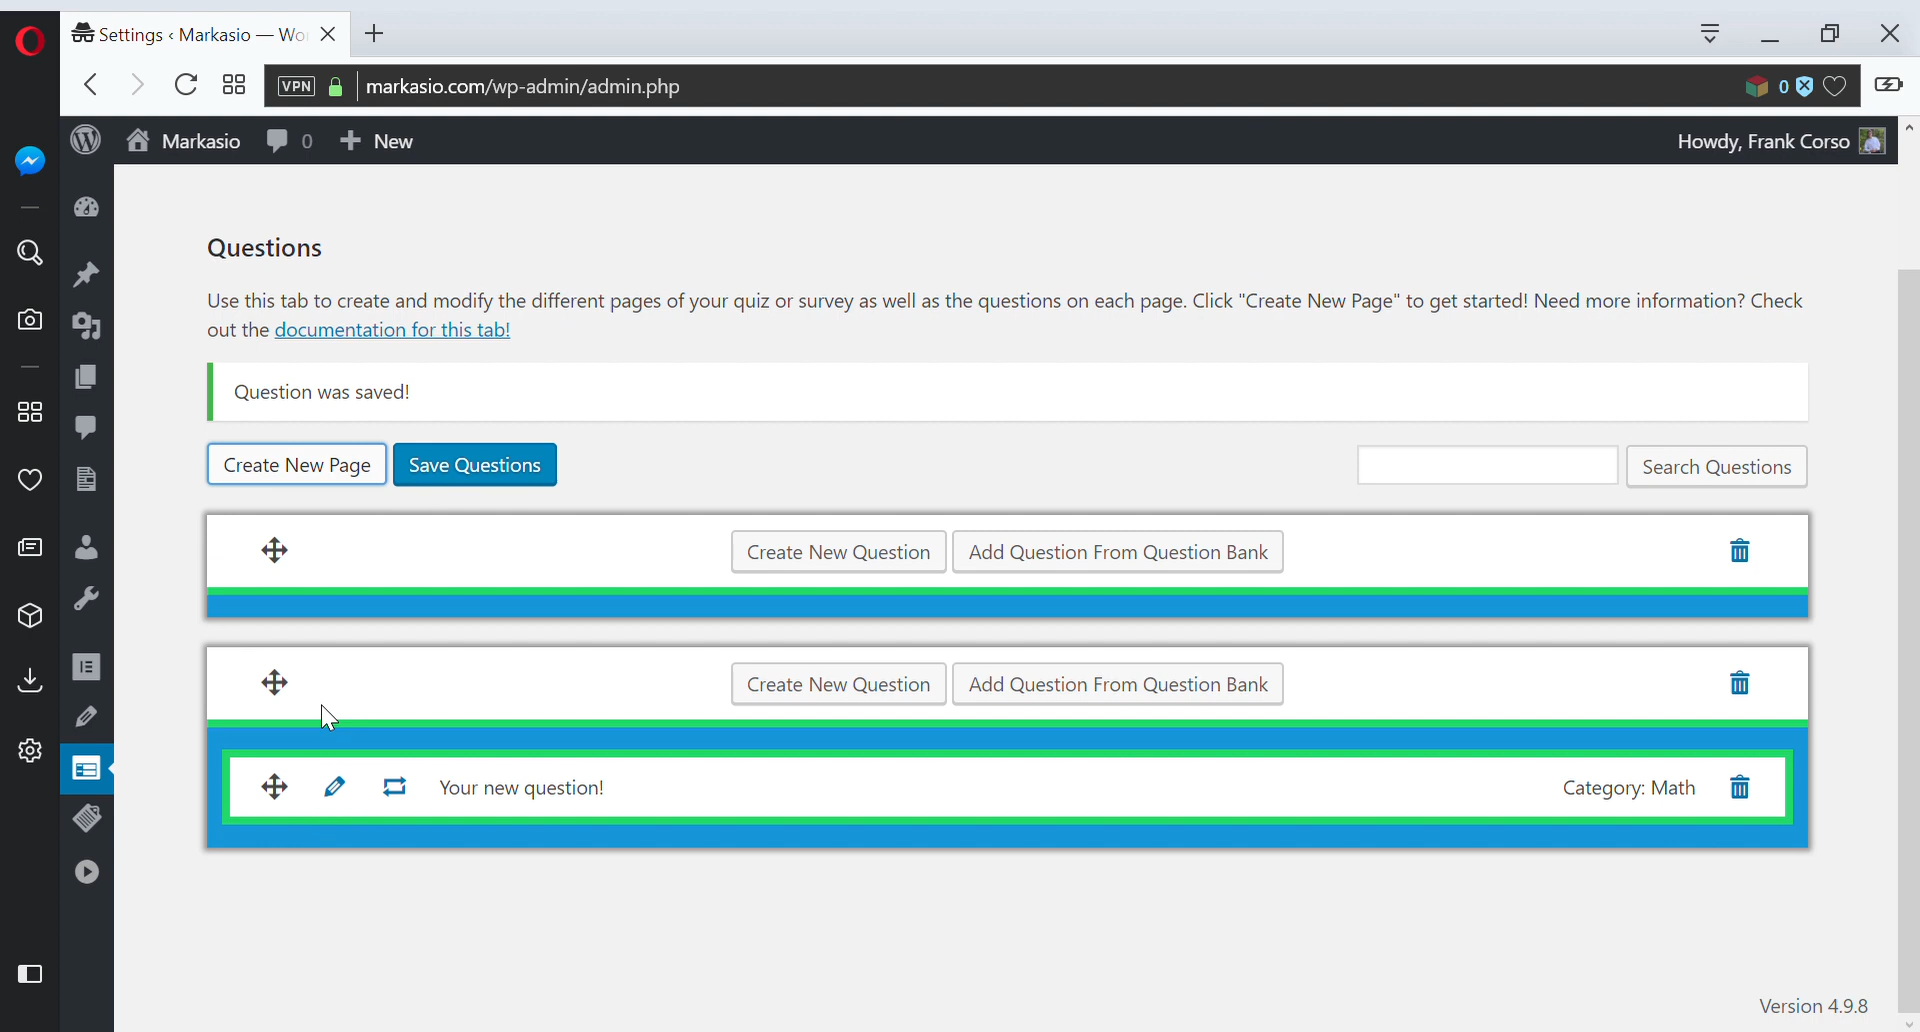 Settings ‹ Markasio — Wo
VPN markasio.com/wp-admin/admin.php 0
Markasio 0 New Howdy, Frank Corso
Questions
Use this tab to create and modify the different pages of your quiz or survey as well as the questions on each page. Click "Create New Page" to get started! Need more information? Check
out the documentation for this tab!
Question was saved!
Create New Page Save Questions Search Questions
Create New Question Add Question From Question Bank
Create New Question Add Question From Question Bank
Your new question! Category: Math
Version 4.9.8